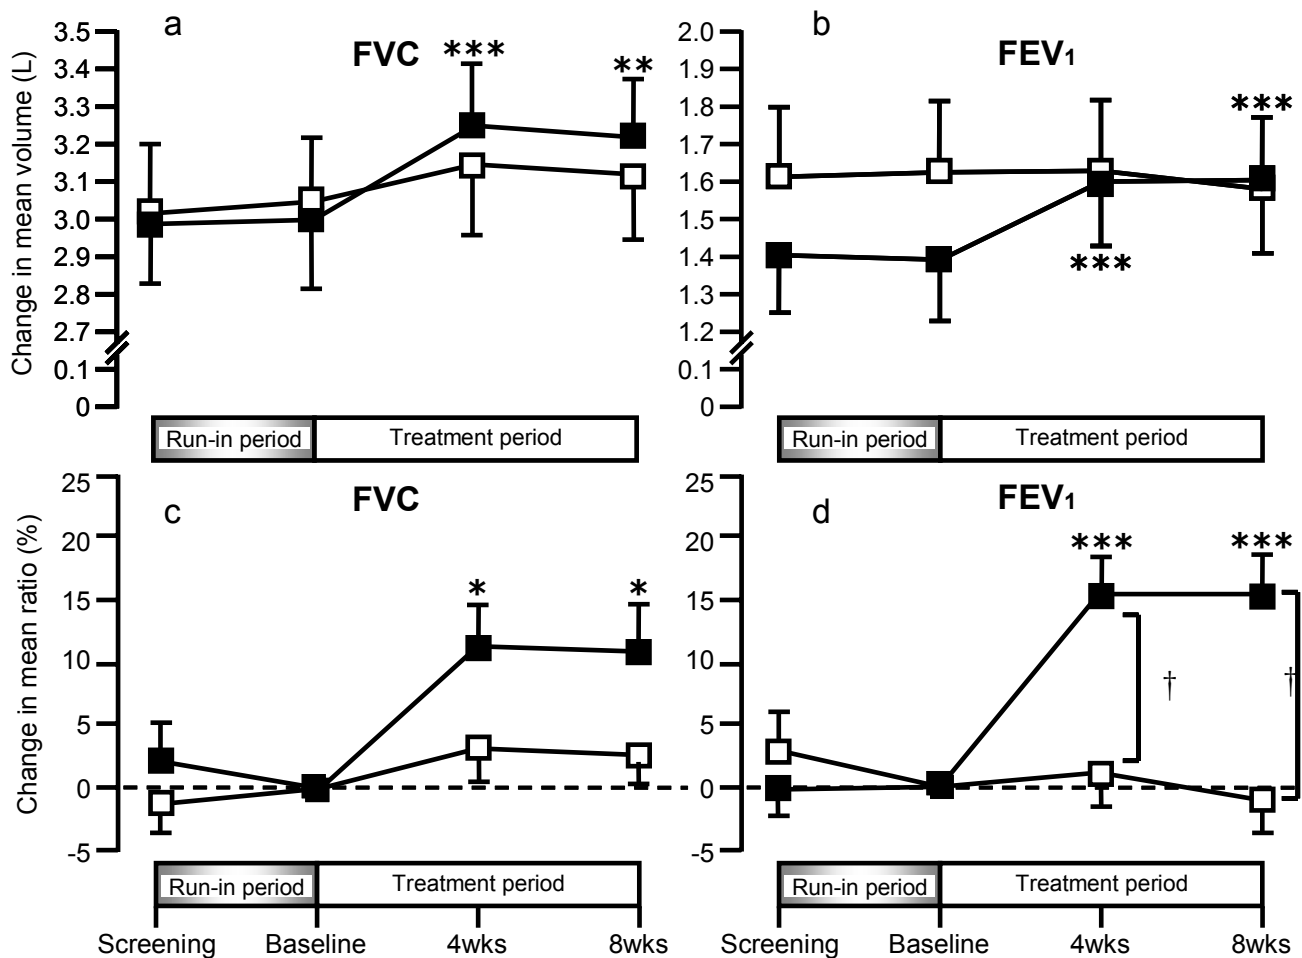 a
FVC
Change in mean volume (L)
3.5
3.4
3.3
3.2
3.1
3.0
2.9
2.8
2.7
0.1
0
***
**
Run-in period
Treatment period
b
FEV1
2.0
1.8
1.7
1.6
1.5
1.4
1.3
1.2
0.1
0
***
***
Run-in period
Treatment period
c
FVC
Change in mean ratio (%)
25
20
15
10
5
0
-5
*
*
Run-in period
Treatment period
Screening
Baseline
4wks
8wks
d
FEV1
25
20
15
10
5
0
-5
***
***
†
†
Run-in period
Treatment period
Screening
Baseline
4wks
8wks